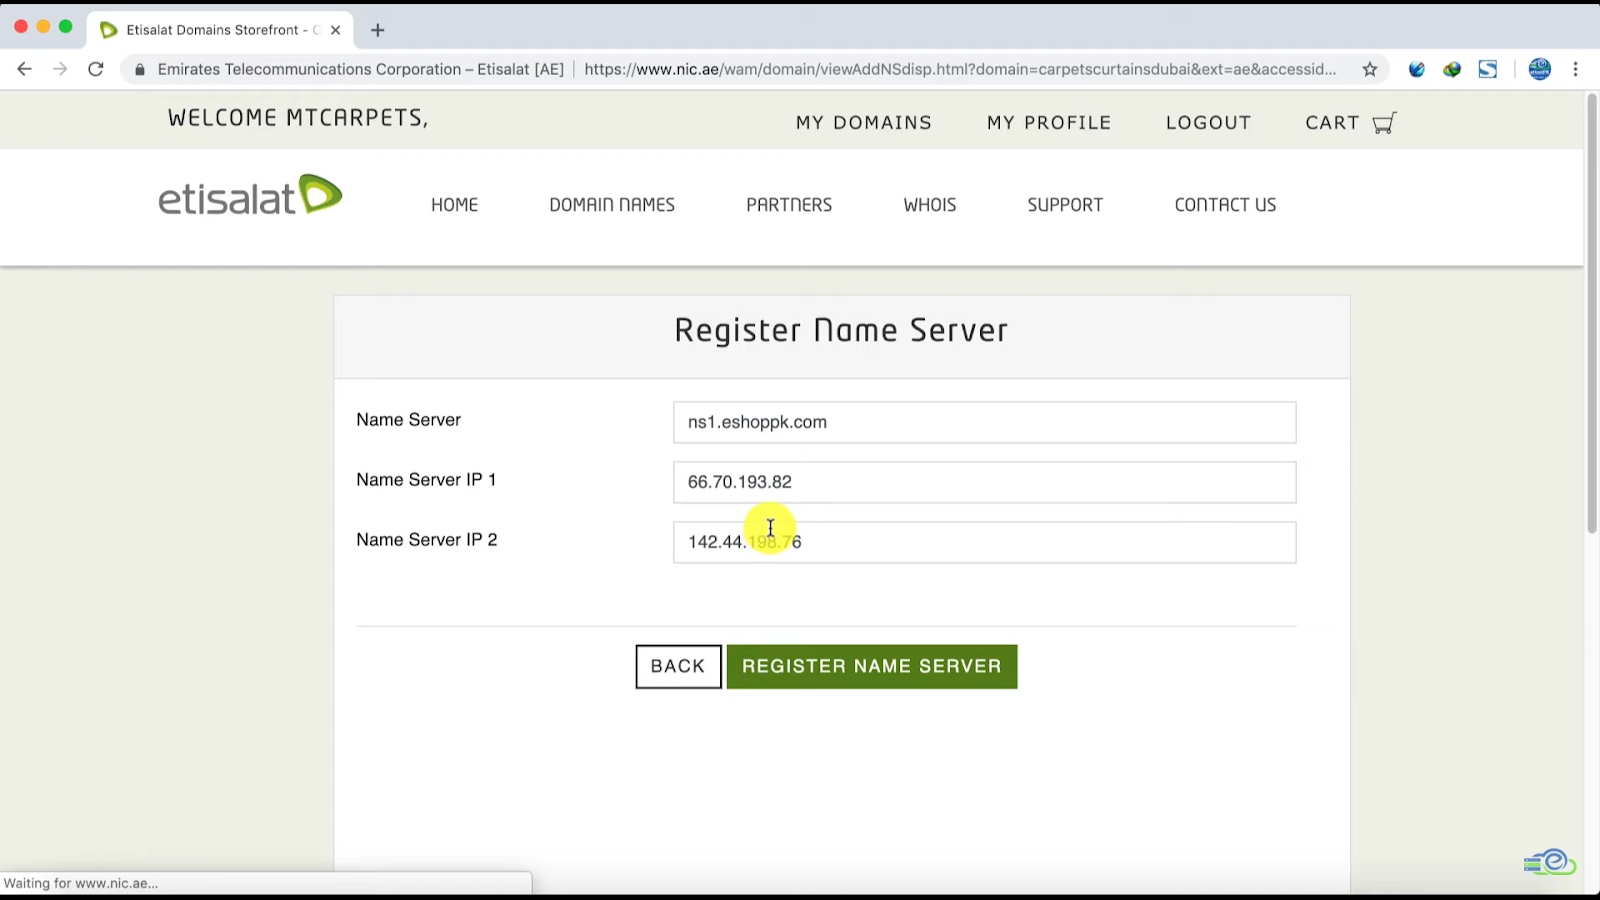 Etisalat Domains Storefront - C
Emirates Telecommunications Corporation – Etisalat [AE]
https://www.nic.ae/wam/domain/viewAddNSdisp.html?domain=carpetscurtainsdubai&ext=ae&accessid...
WELCOME MTCARPETS,
MY DOMAINS
MY PROFILE
LOGOUT
CART
etisalat
HOME
DOMAIN NAMES
PARTNERS
WHOIS
SUPPORT
CONTACT US
Register Name Server
Name Server
ns1.eshoppk.com
Name Server IP 1
66.70.193.82
Name Server IP 2
142.44.198.76
BACK
REGISTER NAME SERVER
Waiting for www.nic.ae...